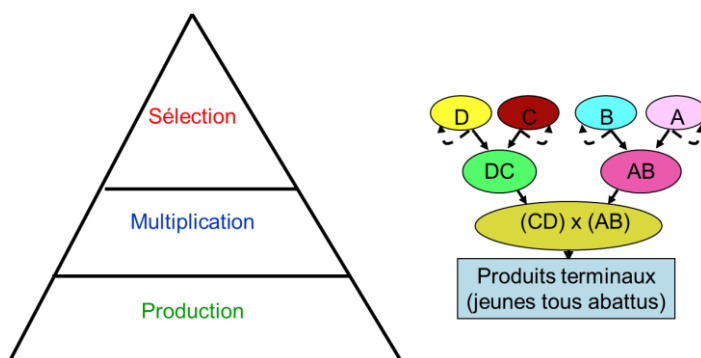 Sélection
Multiplication
Production
D C B A
DC AB
(CD) x (AB)
Produits terminaux
(jeunes tous abattus)